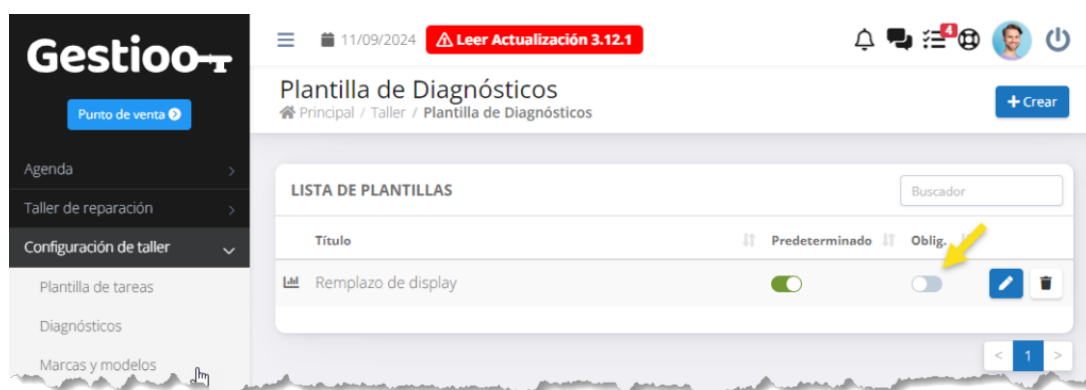 Gestioo
11/09/2024
Leer Actualización 3.12.1
4
Punto de venta
Plantilla de Diagnósticos
Principal / Taller / Plantilla de Diagnósticos
+ Crear
Agenda
Taller de reparación
Configuración de taller
Plantilla de tareas
Diagnósticos
Marcas y modelos
LISTA DE PLANTILLAS
Buscador
Título
Predeterminado
Oblig.
Remplazo de display
< 1 >